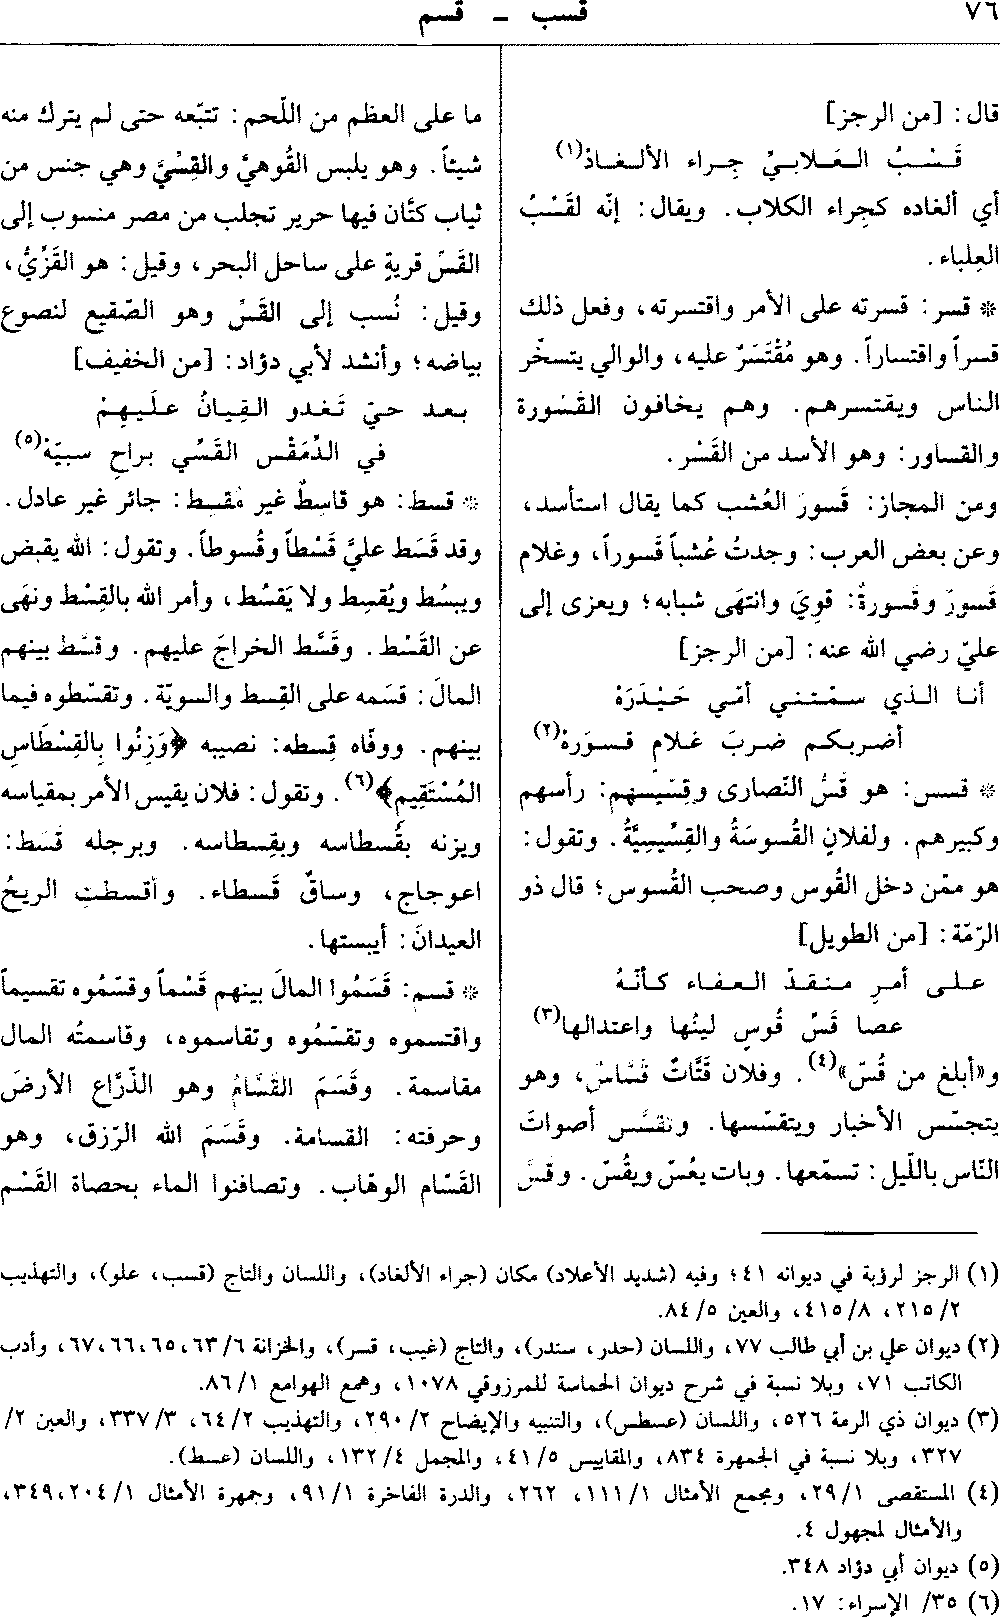 ٧٦
قسب - قسم
قال: [من الرجز]
قَسْبُ العَلابيِّ جِراء الألغادْ(١)
أي ألغاده كجِراء الكلاب. ويقال: إنّه لقَسْبُ
العِلباء.
* قسر: قسرته على الأمر واقتسرته، وفعل ذلك
قسراً واقتساراً. وهو مُقْتَسَرٌ عليه، والوالي يتسخّر
الناس ويقتسرهم. وهم يخافون القَسْورة
والقساور: وهو الأسد من القَسْر.
ومن المجاز: قَسورَ العُشب كما يقال استأسد،
وعن بعض العرب: وجدتُ عُشباً قَسوراً، وغلام
قَسورَ وقَسورةٌ: قوِيَ وانتهَى شبابه؛ ويعزى إلى
عليّ رضي الله عنه: [من الرجز]
أنا الذي سمّتني أمّي حَيْدَرَهْ
أضربكم ضربَ غلامٍ قسوَرهْ(٢)
* قسس: هو قَسُّ النّصارى وقِسّيسهم: رأسهم
وكبيرهم. ولفلانٍ القُسوسَةُ والقِسِّيسِيَّةُ. وتقول:
هو ممّن دخل القُوس وصحب القُسوس؛ قال ذو
الرّمّة: [من الطويل]
على أمرِ منقدّ العفاء كأنّهُ
عصا قَسِّ قُوسٍ لينُها واعتدالها(٣)
و«أبلغ من قُسّ»(٤). وفلان قَتَّاتٌ قَسّاسٌ، وهو
يتجسّس الأخبار ويتقسّسها. وتقسَّس أصواتَ
النّاس باللّيل: تسمّعها. وبات يعُسّ ويقُسّ. وقسَّ
ما على العظم من اللّحم: تتبّعه حتى لم يترك منه
شيئاً. وهو يلبس القُوهيَّ والقِسْيَّ وهي جنس من
ثياب كتّان فيها حرير تجلب من مصر منسوب إلى
القَسّ قريةٍ على ساحل البحر، وقيل: هو القَزِّيُّ،
وقيل: نُسب إلى القَسِّ وهو الصّقيع لنصوع
بياضه؛ وأنشد لأبي دؤاد: [من الخفيف]
بعد حيّ تَغدو القِيانُ علَيهِمْ
في الدِّمَقْس القَسِّي براحٍ سبيّهْ(٥)
* قسط: هو قاسِطٌ غير مُقسِط: جائر غير عادل.
وقد قَسَط عليَّ قَسْطاً وقُسوطاً. وتقول: الله يقبض
ويبسُط ويُقسِط ولا يَقسُط، وأمر الله بالقِسْط ونهَى
عن القَسْط. وقَسَّط الخراجَ عليهم. وقسَّط بينهم
المالَ: قسَمه على القِسط والسويّة. وتقسّطوه فيما
بينهم. ووفّاه قِسطه: نصيبه ﴿وَزِنُوا بِالقِسْطَاسِ
المُسْتَقِيمِ﴾(٦). وتقول: فلان يقيس الأمر بمقياسه
ويزنه بقُسطاسه وبقِسطاسه. وبرجله قَسَط:
اعوجاج، وساقٌ قَسطاء. وأقسطتِ الريحُ
العيدانَ: أيبستها.
* قسم: قَسَمُوا المالَ بينهم قَسْماً وقسّمُوه تقسيماً
واقتسموه وتقسّمُوه وتقاسموه، وقاسمتُه المال
مقاسمة. وقَسَمَ القَسّامُ وهو الذّرَّاع الأرضَ
وحرفته: القسامة. وقَسَمَ الله الرّزق، وهو
القَسّام الوهّاب. وتصافنوا الماء بحصاة القَسْم
(١) الرجز لرؤبة في ديوانه ٤١؛ وفيه (شديد الأعلاد) مكان (جراء الألغاد)، واللسان والتاج (قسب، علو)، والتهذيب
٢/ ٢١٥، ٨/ ٤١٥، والعين ٥/ ٨٤.
(٢) ديوان علي بن أبي طالب ٧٧، واللسان (حدر، سندر)، والتاج (غيب، قسر)، والخزانة ٦/ ٦٣، ٦٥، ٦٦، ٦٧، وأدب
الكاتب ٧١، وبلا نسبة في شرح ديوان الحماسة للمرزوقي ١٠٧٨، وهمع الهوامع ١/ ٨٦.
(٣) ديوان ذي الرمة ٥٢٦، واللسان (عسطس)، والتنبيه والإيضاح ٢/ ٢٩٠، والتهذيب ٢/ ٦٤، ٣/ ٣٣٧، والعين ٢/
٣٢٧، وبلا نسبة في الجمهرة ٨٣٤، والمقاييس ٥/ ٤١، والمجمل ٤/ ١٣٢، واللسان (عسط).
(٤) المستقصى ١/ ٢٩، ومجمع الأمثال ١/ ١١١، ٢٦٢، والدرة الفاخرة ١/ ٩١، وجمهرة الأمثال ١/ ٢٠٤، ٣٤٩،
والأمثال لمجهول ٤.
(٥) ديوان أبي دؤاد ٣٤٨.
(٦) ٣٥/ الإسراء: ١٧.